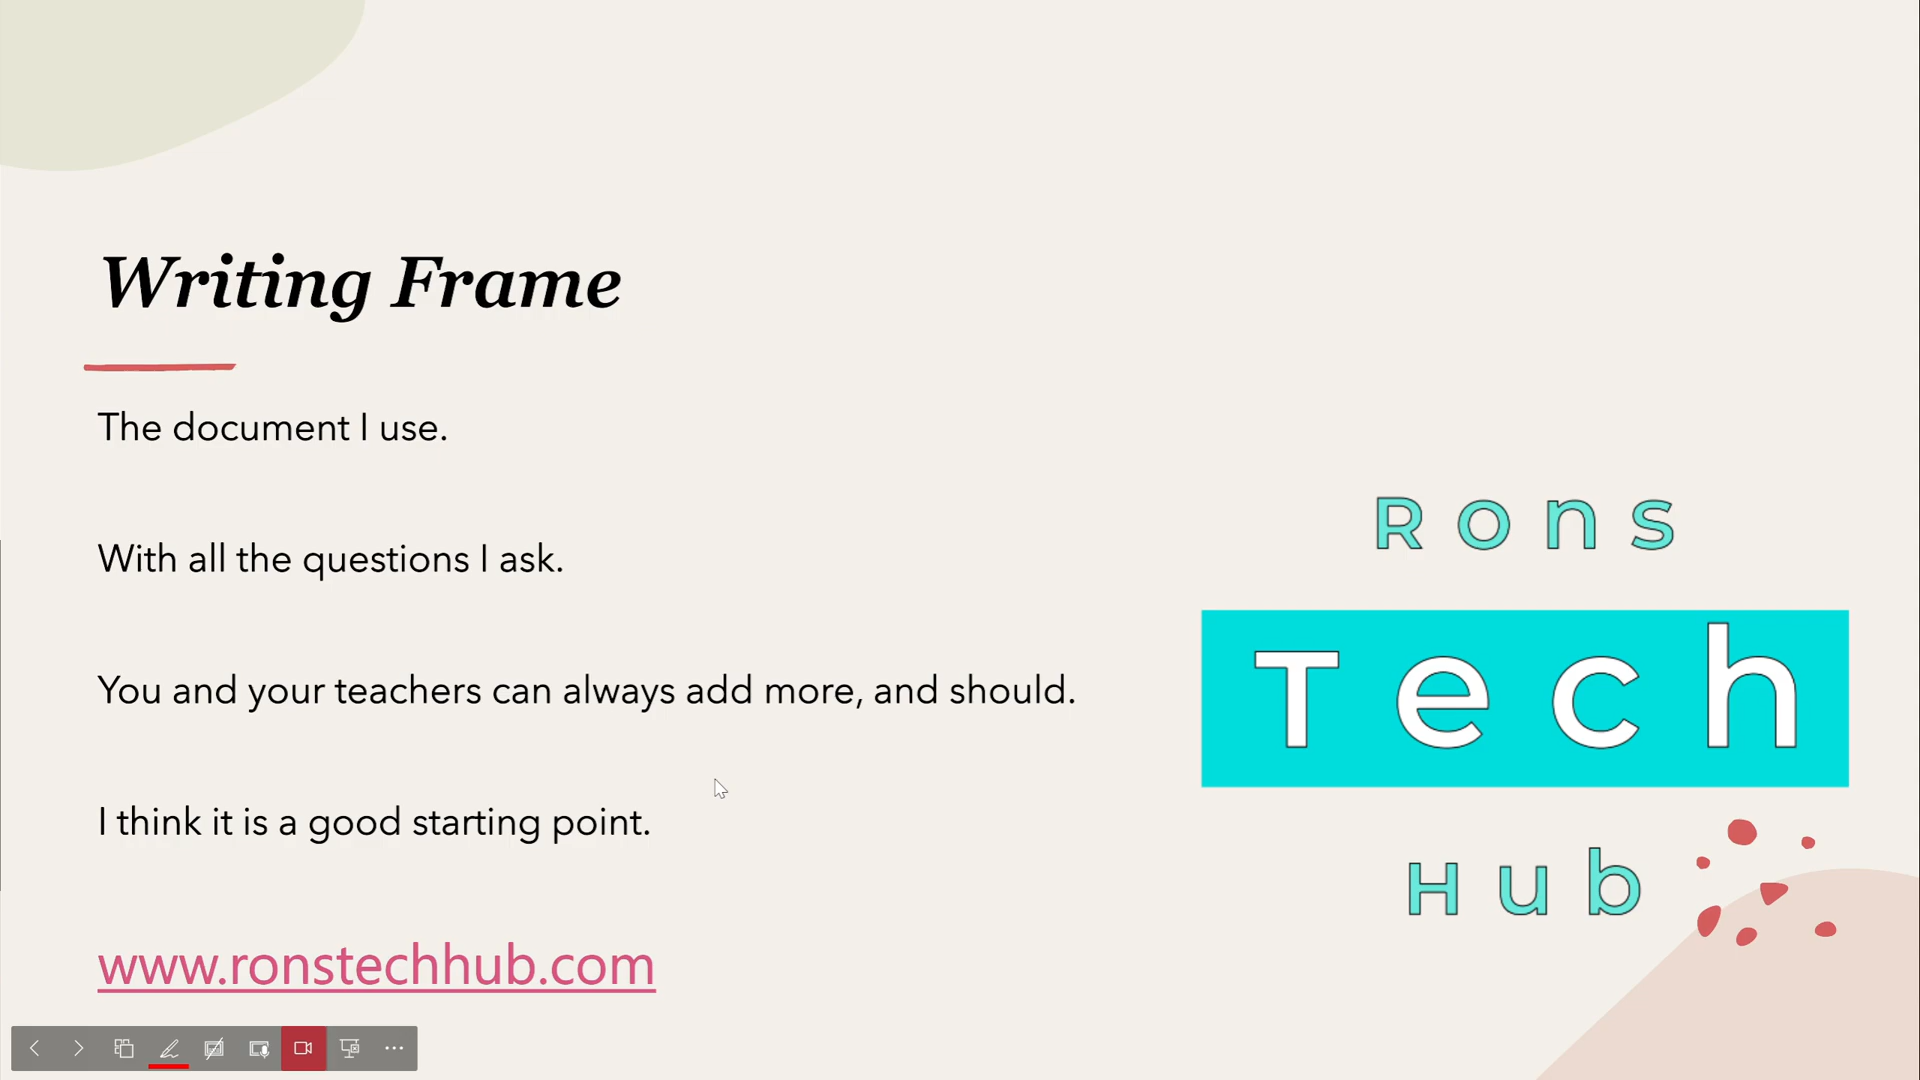 Writing Frame
The document I use.
With all the questions I ask.
You and your teachers can always add more, and should.
I think it is a good starting point.
www.ronstechhub.com
Rons
Tech
Hub